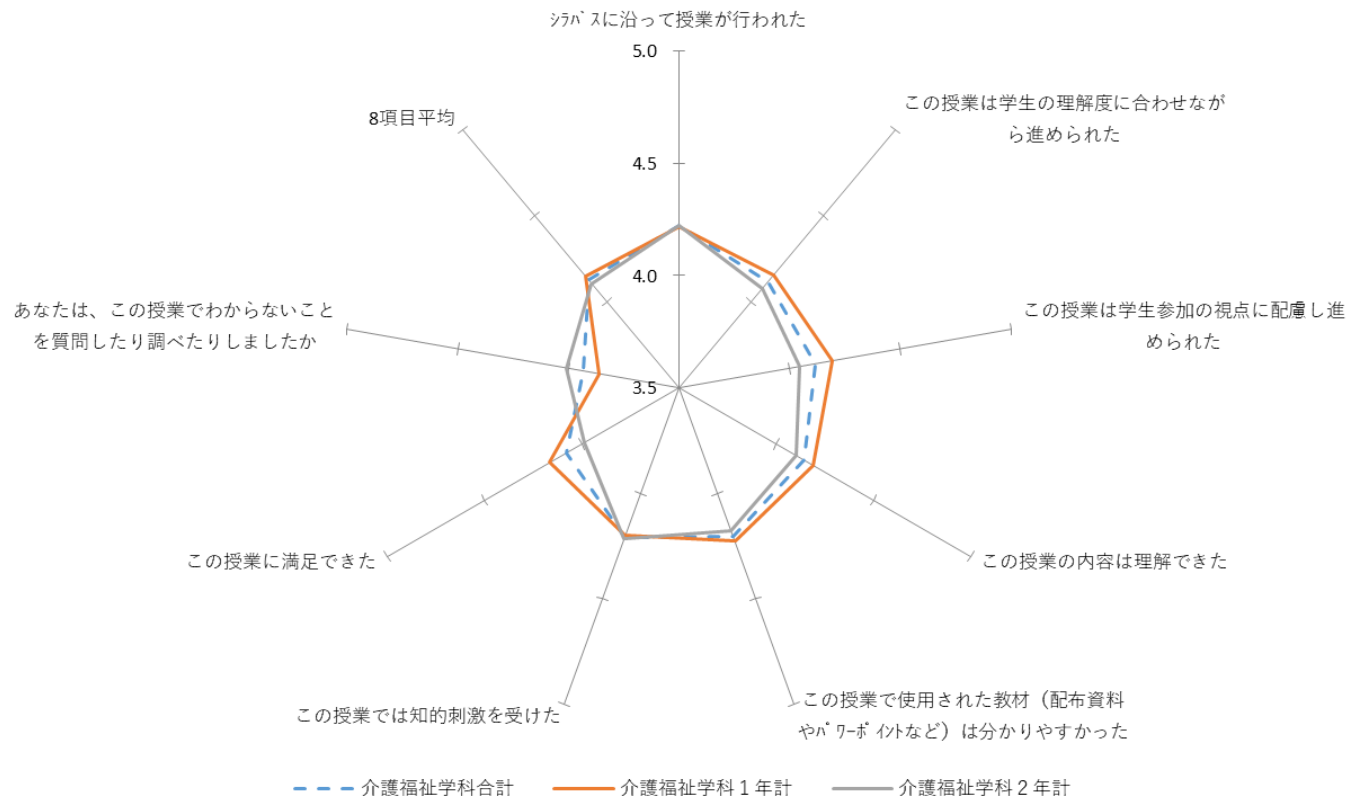 ｼﾗﾊﾞｽに沿って授業が行われた
5.0
この授業は学生の理解度に合わせなが
ら進められた
8項目平均
4.5
4.0
あなたは、この授業でわからないこと
を質問したり調べたりしましたか
この授業は学生参加の視点に配慮し進
められた
3.5
この授業に満足できた
この授業の内容は理解できた
この授業では知的刺激を受けた
この授業で使用された教材（配布資料
やﾊﾟﾜｰﾎﾟｲﾝﾄなど）は分かりやすかった
介護福祉学科合計
介護福祉学科１年計
介護福祉学科２年計